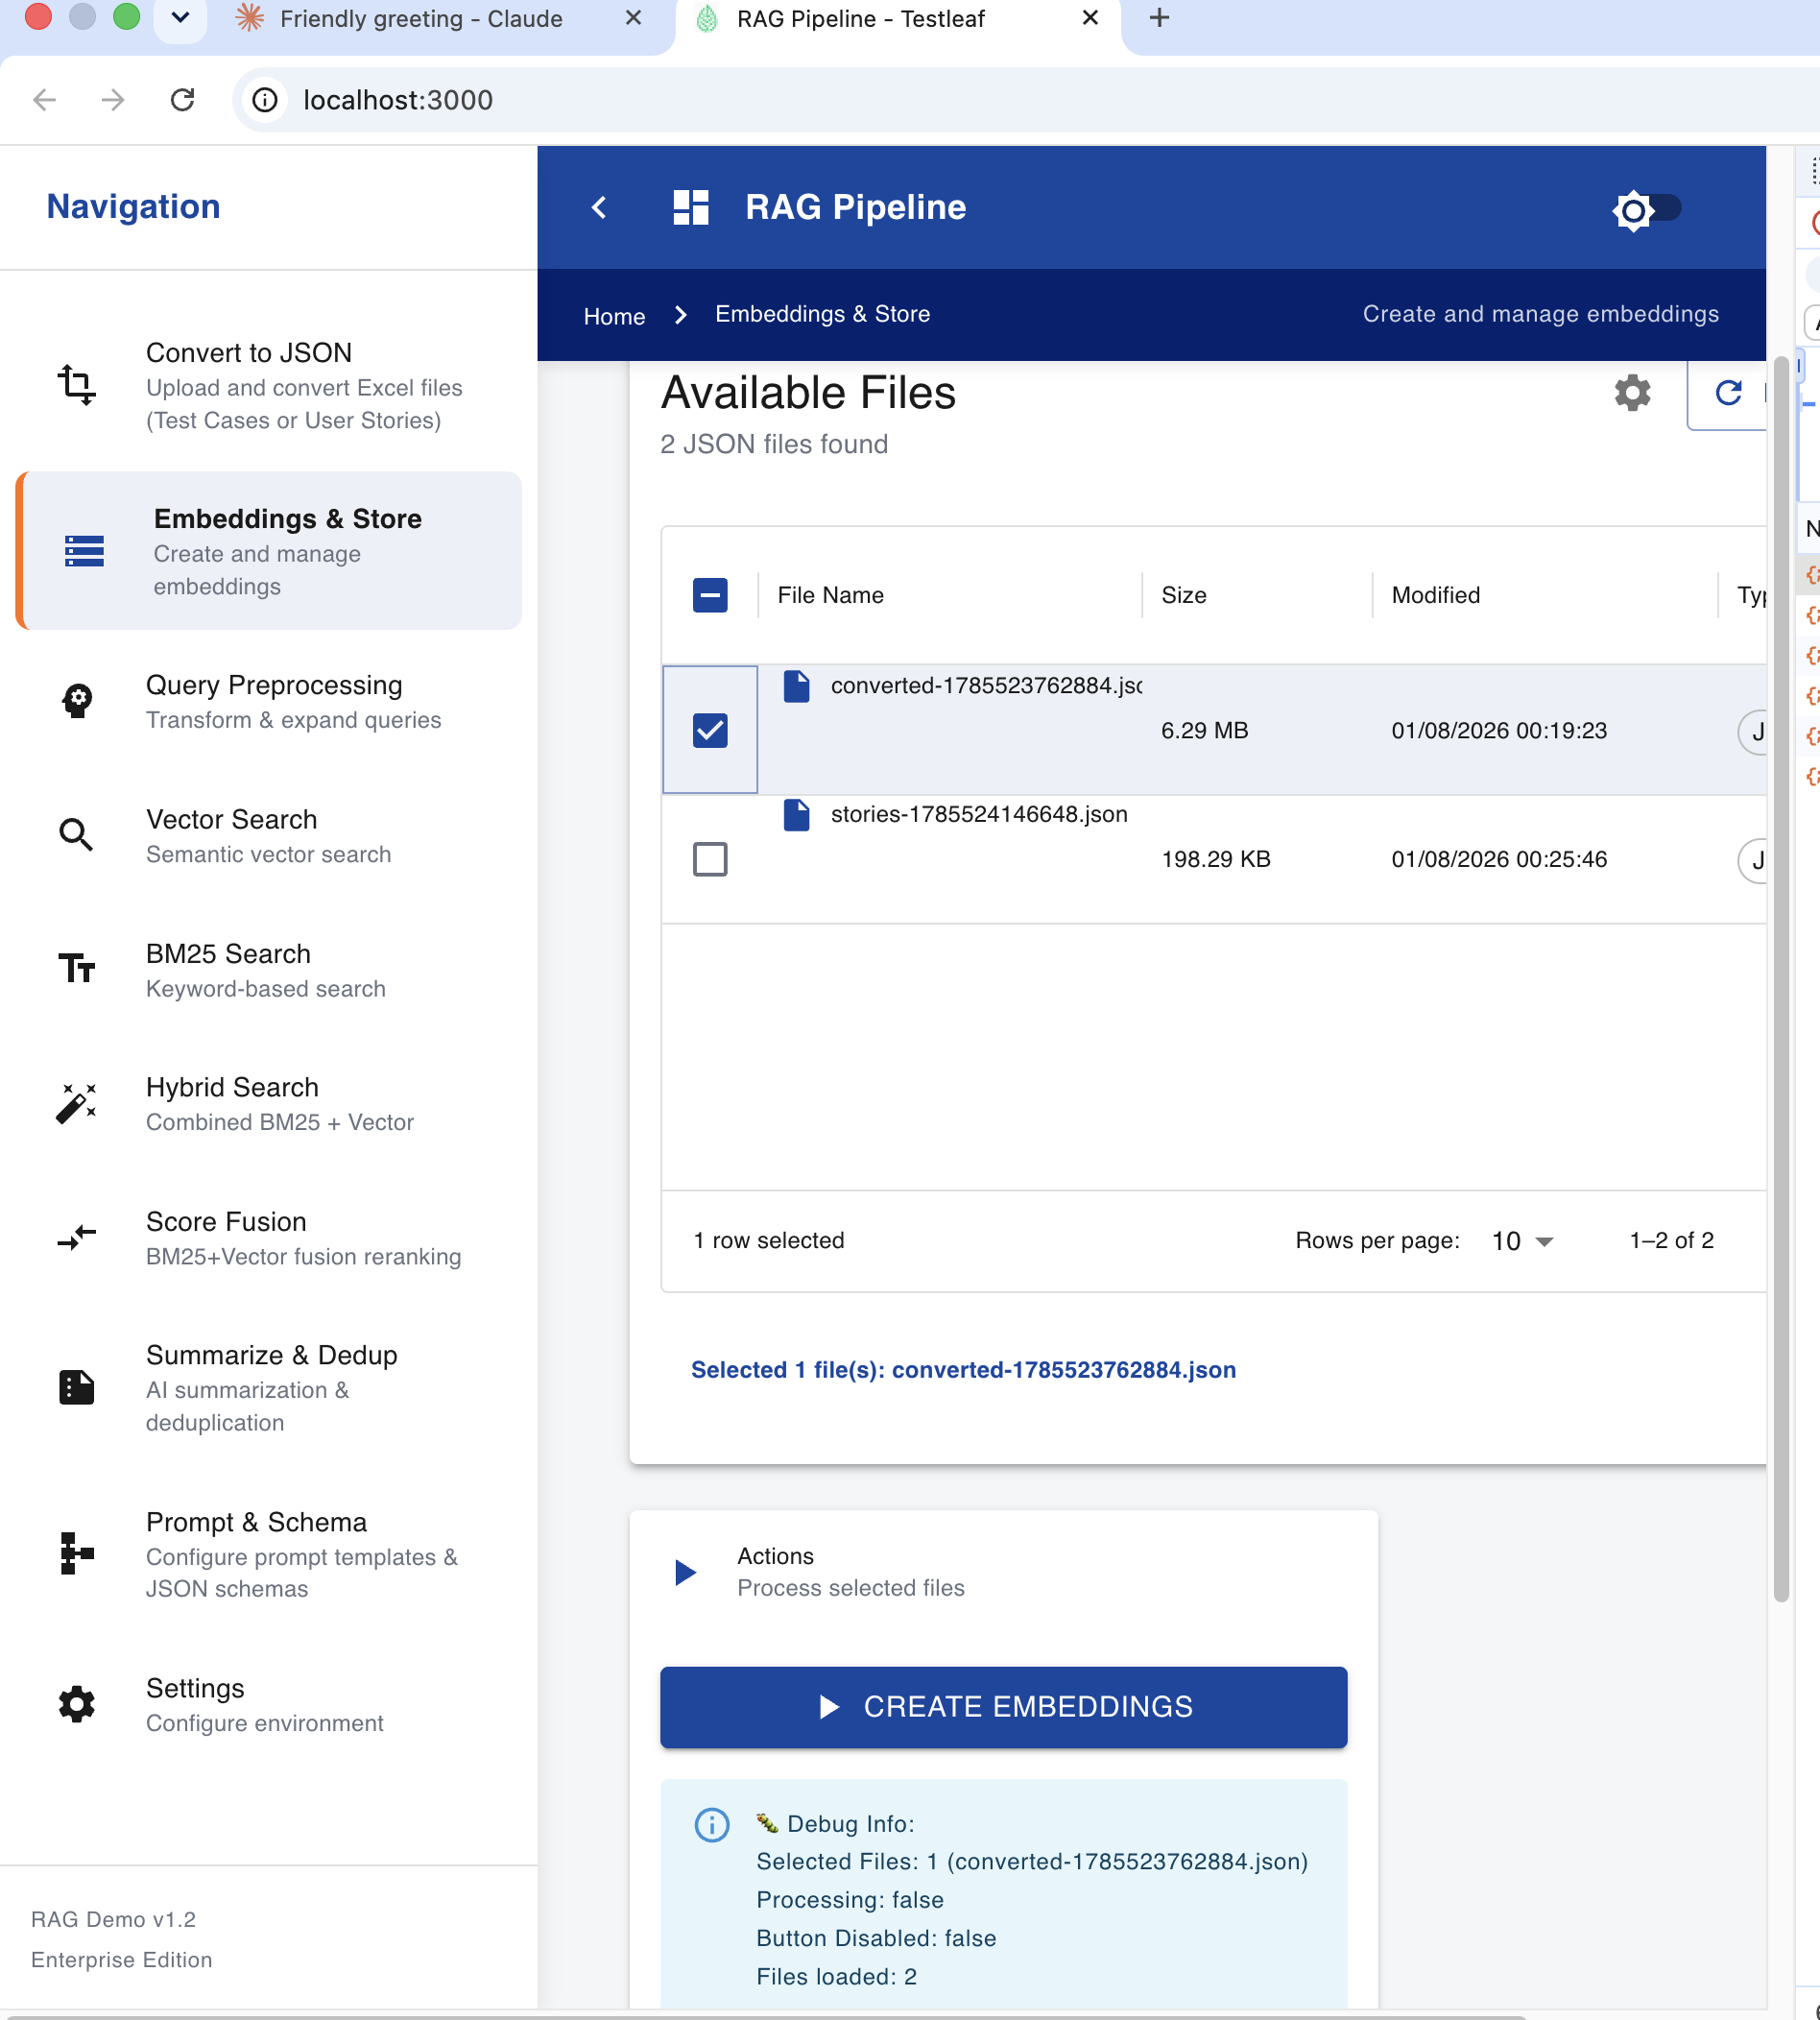 Friendly greeting - Claude
RAG Pipeline - Testleaf
localhost:3000
Navigation
Convert to JSON
Upload and convert Excel files
(Test Cases or User Stories)
Embeddings & Store
Create and manage
embeddings
Query Preprocessing
Transform & expand queries
Vector Search
Semantic vector search
BM25 Search
Keyword-based search
Hybrid Search
Combined BM25 + Vector
Score Fusion
BM25+Vector fusion reranking
Summarize & Dedup
AI summarization &
deduplication
Prompt & Schema
Configure prompt templates &
JSON schemas
Settings
Configure environment
RAG Demo v1.2
Enterprise Edition
RAG Pipeline
Home
Embeddings & Store
Create and manage embeddings
Available Files
2 JSON files found
File Name
Size
Modified
Typ
converted-1785523762884.jsc
6.29 MB
01/08/2026 00:19:23
J
stories-1785524146648.json
198.29 KB
01/08/2026 00:25:46
J
1 row selected
Rows per page: 10
1–2 of 2
Selected 1 file(s): converted-1785523762884.json
Actions
Process selected files
CREATE EMBEDDINGS
🐛 Debug Info:
Selected Files: 1 (converted-1785523762884.json)
Processing: false
Button Disabled: false
Files loaded: 2